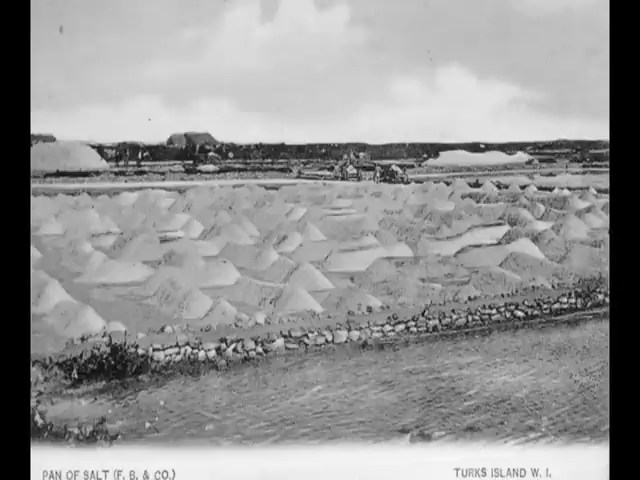 PAN OF SALT (F. B. & CO.)
TURKS ISLAND W. I.